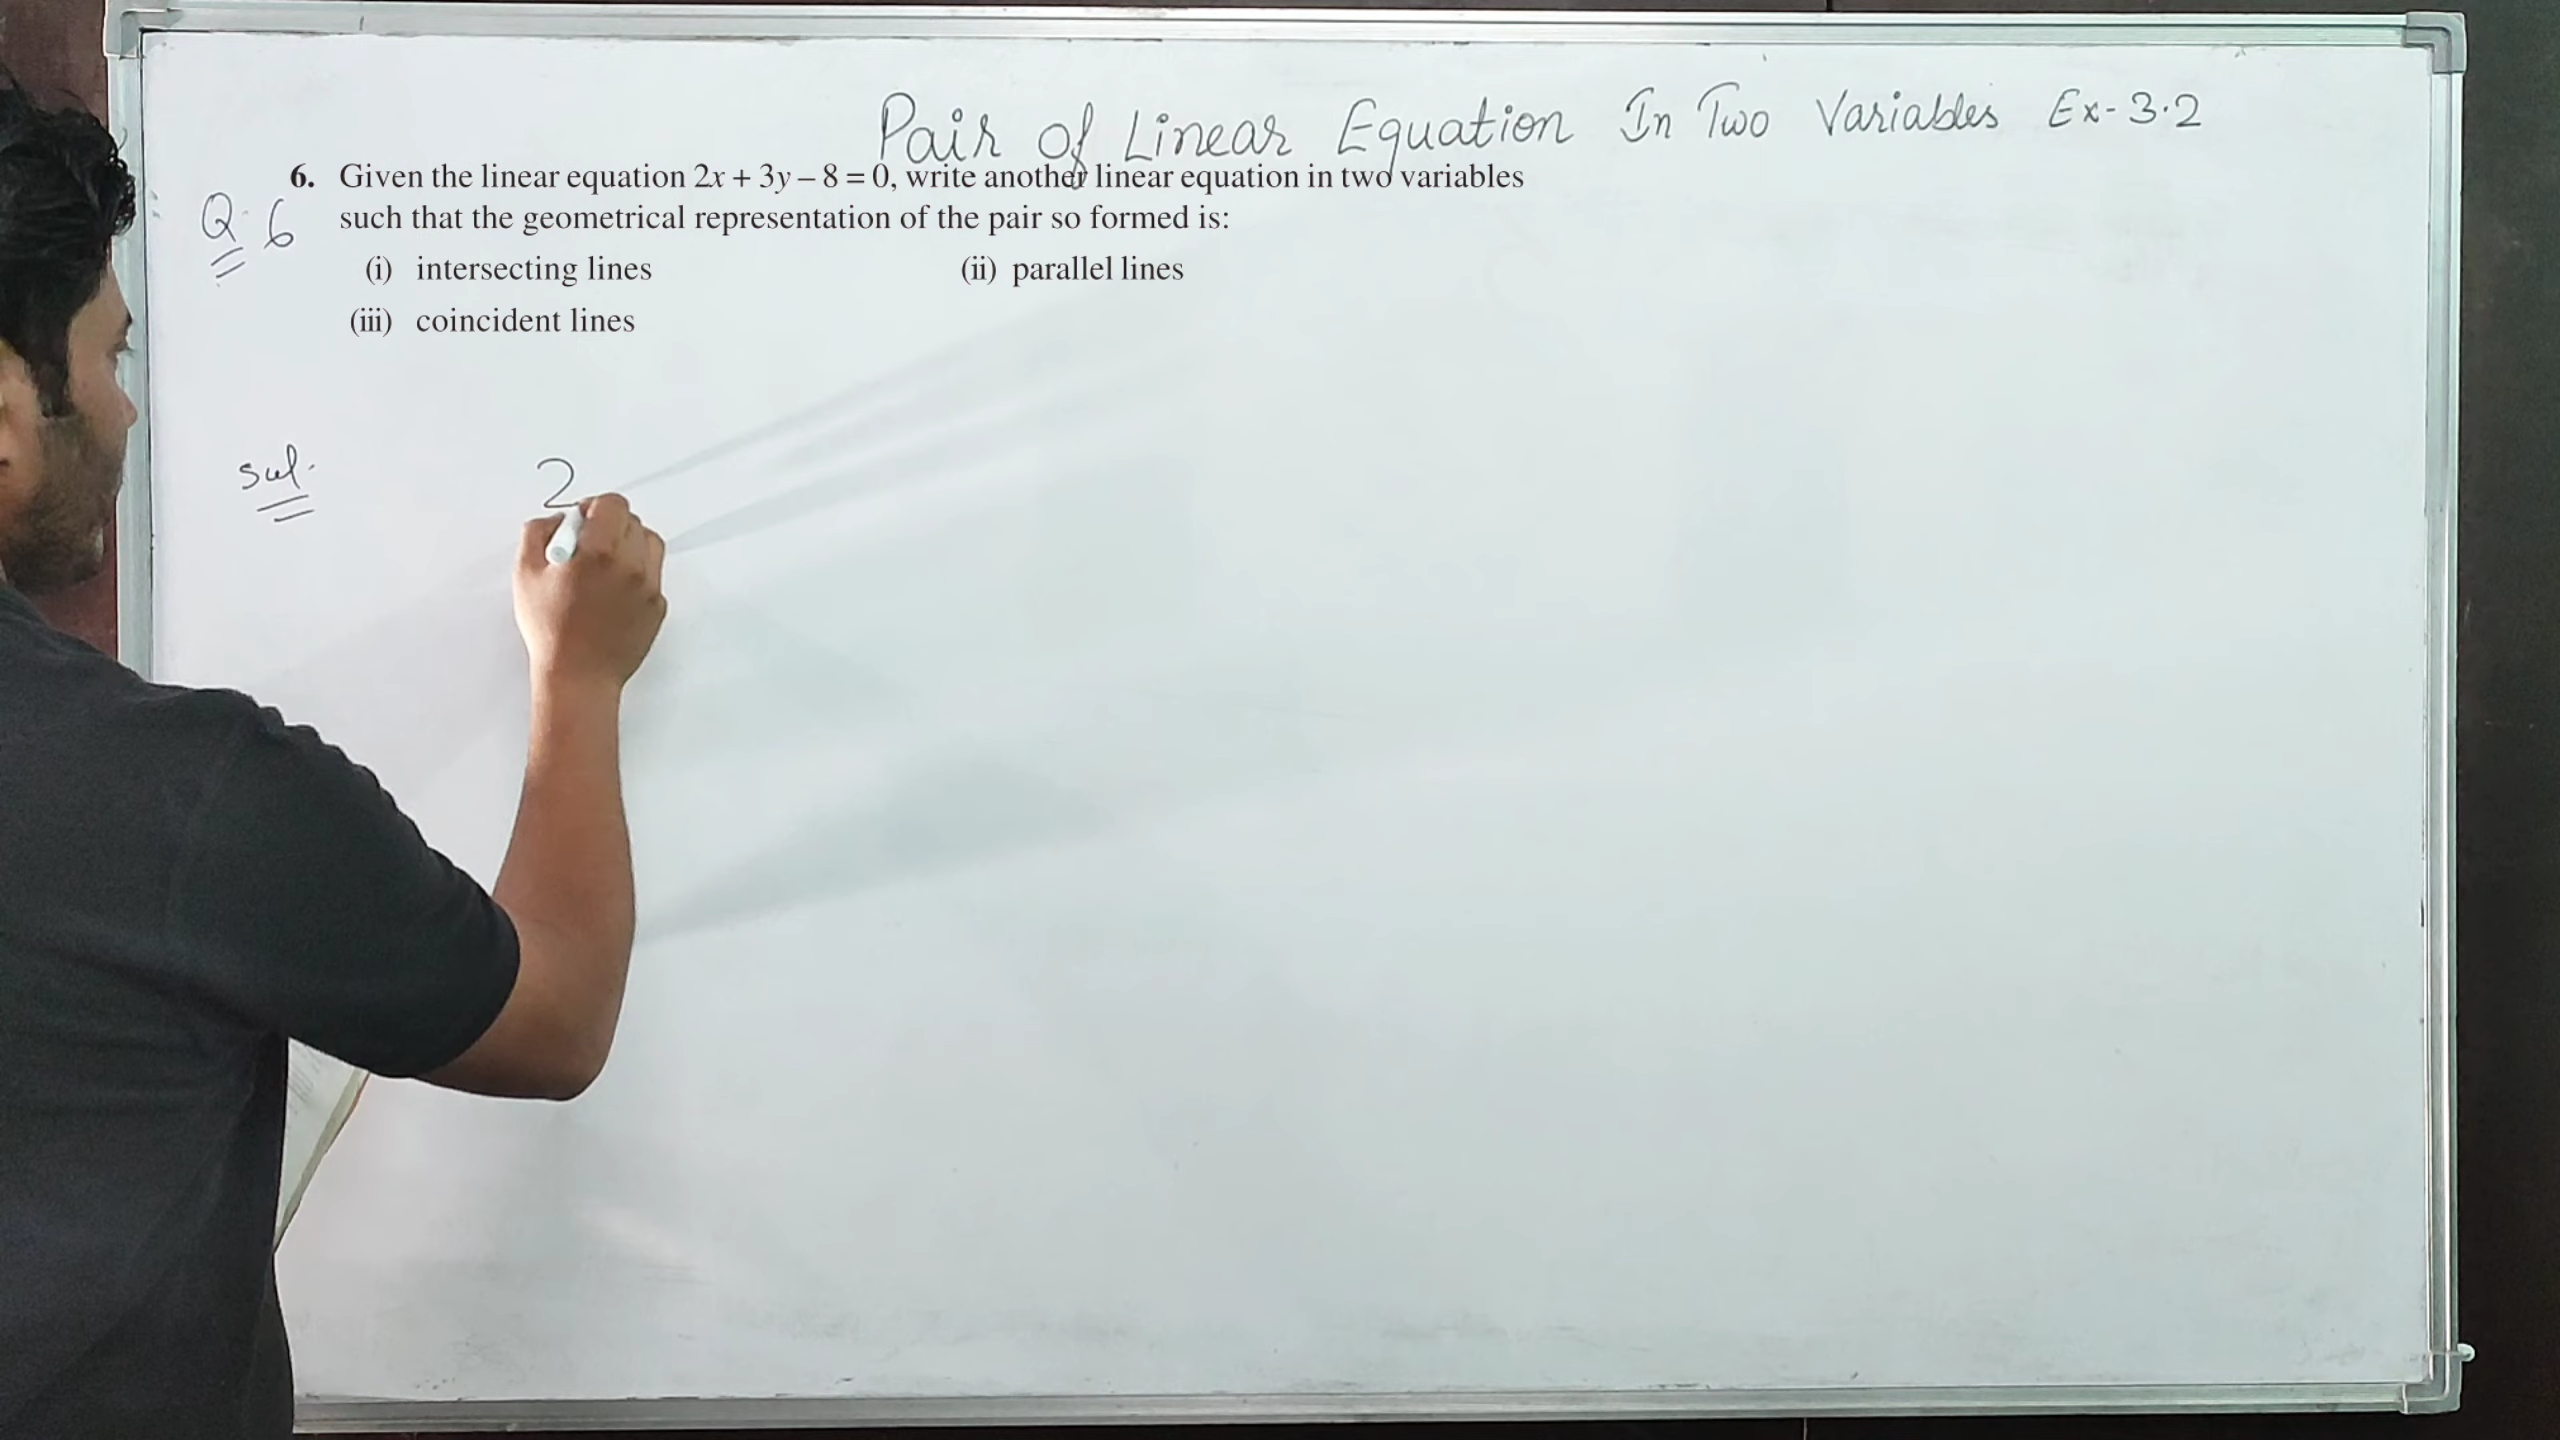 Pair of Linear Equation In Two Variables Ex-3.2
6. Given the linear equation 2x + 3y – 8 = 0, write another linear equation in two variables
Q.6 such that the geometrical representation of the pair so formed is:
(i) intersecting lines (ii) parallel lines
(iii) coincident lines
Sol.
2